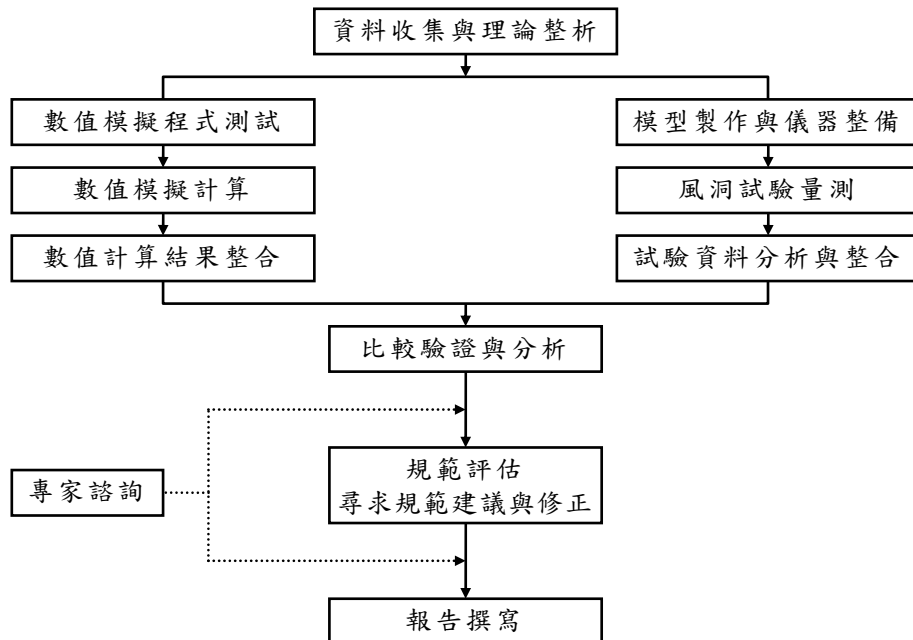 資料收集與理論整析
數值模擬程式測試
模型製作與儀器整備
數值模擬計算
風洞試驗量測
數值計算結果整合
試驗資料分析與整合
比較驗證與分析
規範評估
尋求規範建議與修正
專家諮詢
報告撰寫